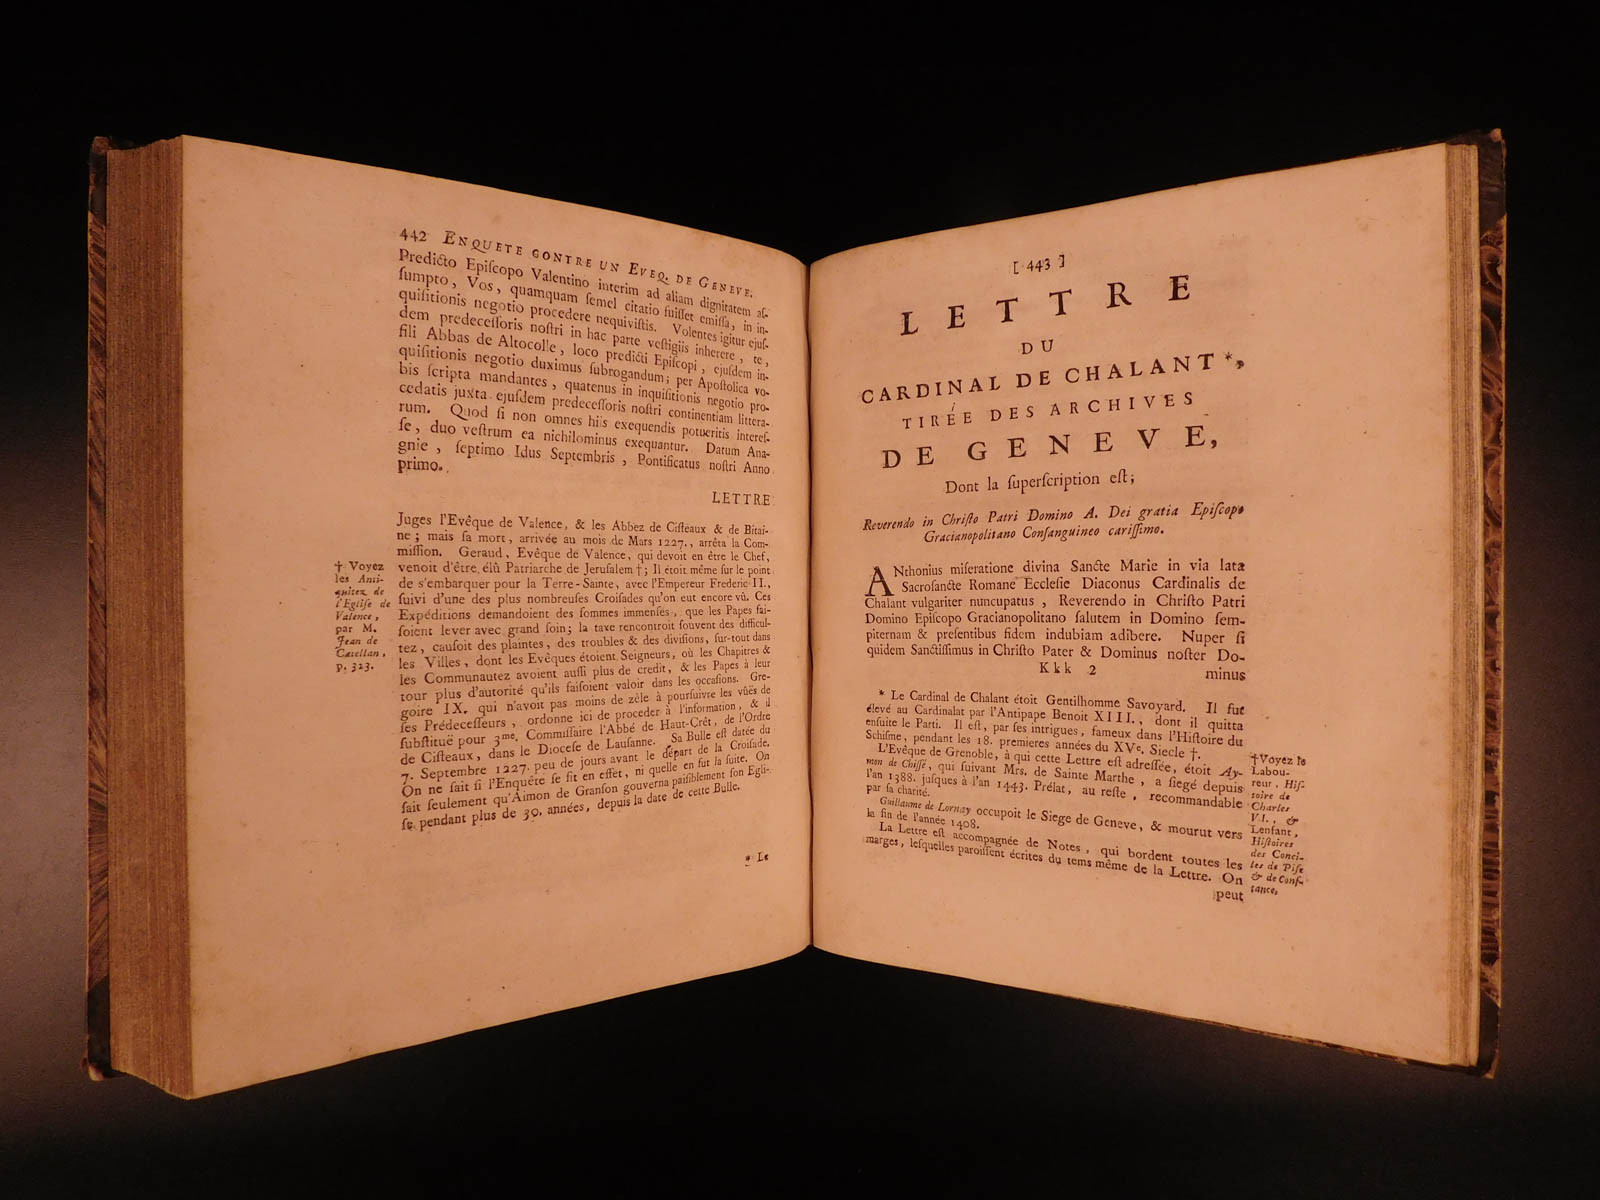 442 ENQUETE CONTRE UN EVEQ. DE GENEVE.
Predicto Epiſcopo Valentino interim ad aliam dignitatem aſ-
ſumpto, Vos, quamquam ſemel citatio fuiſſet emiſſa, in in-
quiſitionis negotio procedere nequiviſtis. Volentes igitur ejuſ-
dem predeceſſoris noſtri in hac parte veſtigiis inherere, te,
fili Abbas de Altocolle, loco predicti Epiſcopi, ejuſdem in-
quiſitionis negotio duximus ſubrogandum; per Apoſtolica vo-
bis ſcripta mandantes, quatenus in inquiſitionis negotio pro-
cedatis juxta ejuſdem predeceſſoris noſtri continentiam littera-
rum. Quod ſi non omnes hiis exequendis potueritis intereſ-
ſe, duo veſtrum ea nichilominus exequantur. Datum Ana-
gnie, ſeptimo Idus Septembris, Pontificatus noſtri Anno
primo.
LETTRE
Juges l'Evêque de Valence, & les Abbez de Ciſteaux & de Bitai-
ne; mais ſa mort, arrivée au mois de Mars 1227., arrêta la Com-
miſſion. Geraud, Evêque de Valence, qui devoit en être le Chef,
venoit d'être élû Patriarche de Jeruſalem †; Il étoit même ſur le point
de s'embarquer pour la Terre-Sainte, avec l'Empereur Frederic II.,
ſuivi d'une des plus nombreuſes Croiſades qu'on eut encore vû. Ces
Expéditions demandoient des ſommes immenſes, que les Papes fai-
ſoient lever avec grand ſoin; la taxe rencontroit ſouvent des difficul-
tez, cauſoit des plaintes, des troubles & des diviſions, ſur-tout dans
les Villes, dont les Evêques étoient Seigneurs, où les Chapitres &
les Communautez avoient auſſi plus de credit, & les Papes à leur
tour plus d'autorité qu'ils faiſoient valoir dans les occaſions. Gre-
goire IX. qui n'avoit pas moins de zèle à pourſuivre les vûës de
ſes Prédeceſſeurs, ordonne ici de proceder à l'information, & il
ſubſtituë pour 3me. Commiſſaire l'Abbé de Haut-Crêt, de l'Ordre
de Ciſteaux, dans le Dioceſe de Lauſanne. Sa Bulle eſt datée du
7. Septembre 1227. peu de jours avant le départ de la Croiſade.
On ne ſait ſi l'Enquête ſe fit en effet, ni quelle en fut la ſuite. On
ſait ſeulement qu'Aimon de Granſon gouverna paiſiblement ſon Egli-
ſe pendant plus de 30. années, depuis la date de cette Bulle.
† Voyez
les Anti-
quitez de
l'Egliſe de
Valence,
par M.
Jean de
Catellan,
p. 323.
* Le
[ 443 ]
LETTRE
DU
CARDINAL DE CHALANT *,
TIRÉE DES ARCHIVES
DE GENEVE,
Dont la ſuperſcription eſt;
Reverendo in Chriſto Patri Domino A. Dei gratia Epiſcopo
Gracianopolitano Conſanguineo cariſſimo.
ANthonius miſeratione divina Sancte Marie in via lata
Sacroſancte Romane Eccleſie Diaconus Cardinalis de
Chalant vulgariter nuncupatus, Reverendo in Chriſto Patri
Domino Epiſcopo Gracianopolitano ſalutem in Domino ſem-
piternam & preſentibus fidem indubiam adibere. Nuper ſi
quidem Sanctiſſimus in Chriſto Pater & Dominus noſter Do-
Kkk 2 minus
* Le Cardinal de Chalant étoit Gentilhomme Savoyard. Il fut
élevé au Cardinalat par l'Antipape Benoit XIII., dont il quitta
enſuite le Parti. Il eſt, par ſes intrigues, fameux dans l'Hiſtoire du
Schiſme, pendant les 18. premieres années du XVe. Siecle †.
L'Evêque de Grenoble, à qui cette Lettre eſt adreſſée, étoit Ay-
mon de Chiſſé, qui ſuivant Mrs. de Sainte Marthe, a ſiegé depuis
l'an 1388. juſques à l'an 1443. Prélat, au reſte, recommandable
par ſa charité.
Guillaume de Lornay occupoit le Siege de Geneve, & mourut vers
la fin de l'année 1408.
La Lettre eſt accompagnée de Notes, qui bordent toutes les
marges, leſquelles paroiſſent écrites du tems même de la Lettre. On
peut
†Voyez le
Labou-
reur, Hiſ-
toire de
Charles
VI., &
Lenfant,
Hiſtoires
des Conci-
les de Piſe
& de Conſ-
tance,